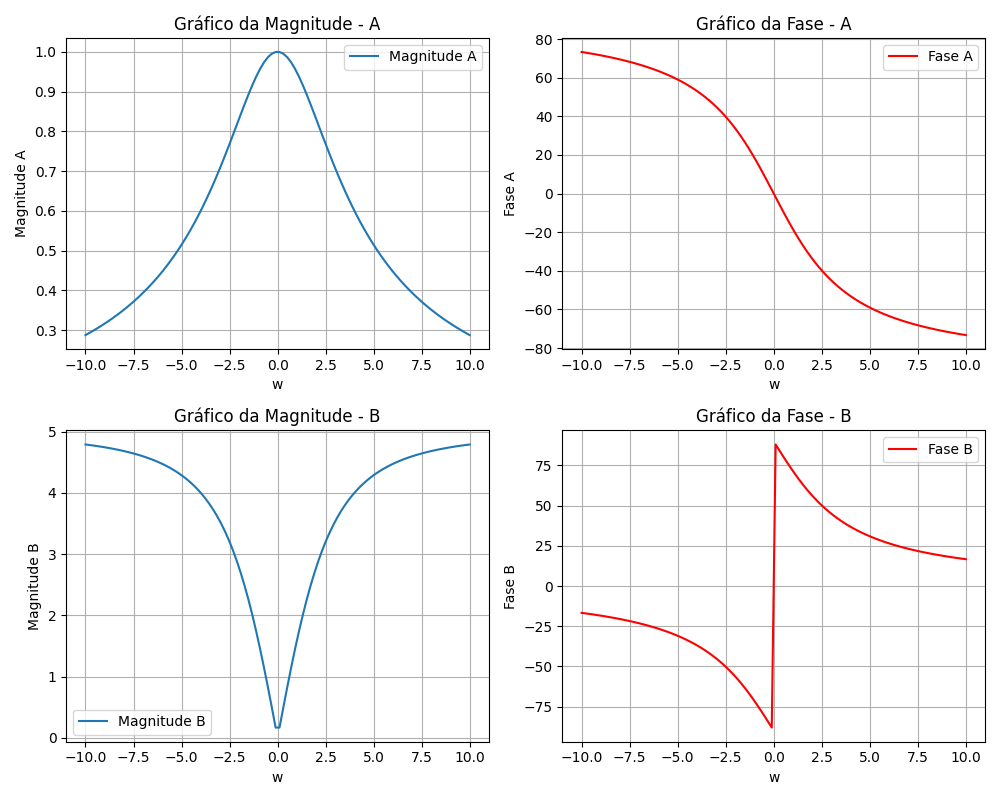 Gráfico da Magnitude - A
Magnitude A
1.0
0.9
0.8
0.7
0.6
0.5
0.4
0.3
Magnitude A
−10.0 −7.5 −5.0 −2.5 0.0 2.5 5.0 7.5 10.0
w
Gráfico da Fase - A
Fase A
80
60
40
20
0
−20
−40
−60
−80
Fase A
−10.0 −7.5 −5.0 −2.5 0.0 2.5 5.0 7.5 10.0
w
Gráfico da Magnitude - B
5
4
3
2
1
0
Magnitude B
Magnitude B
−10.0 −7.5 −5.0 −2.5 0.0 2.5 5.0 7.5 10.0
w
Gráfico da Fase - B
Fase B
75
50
25
0
−25
−50
−75
Fase B
−10.0 −7.5 −5.0 −2.5 0.0 2.5 5.0 7.5 10.0
w